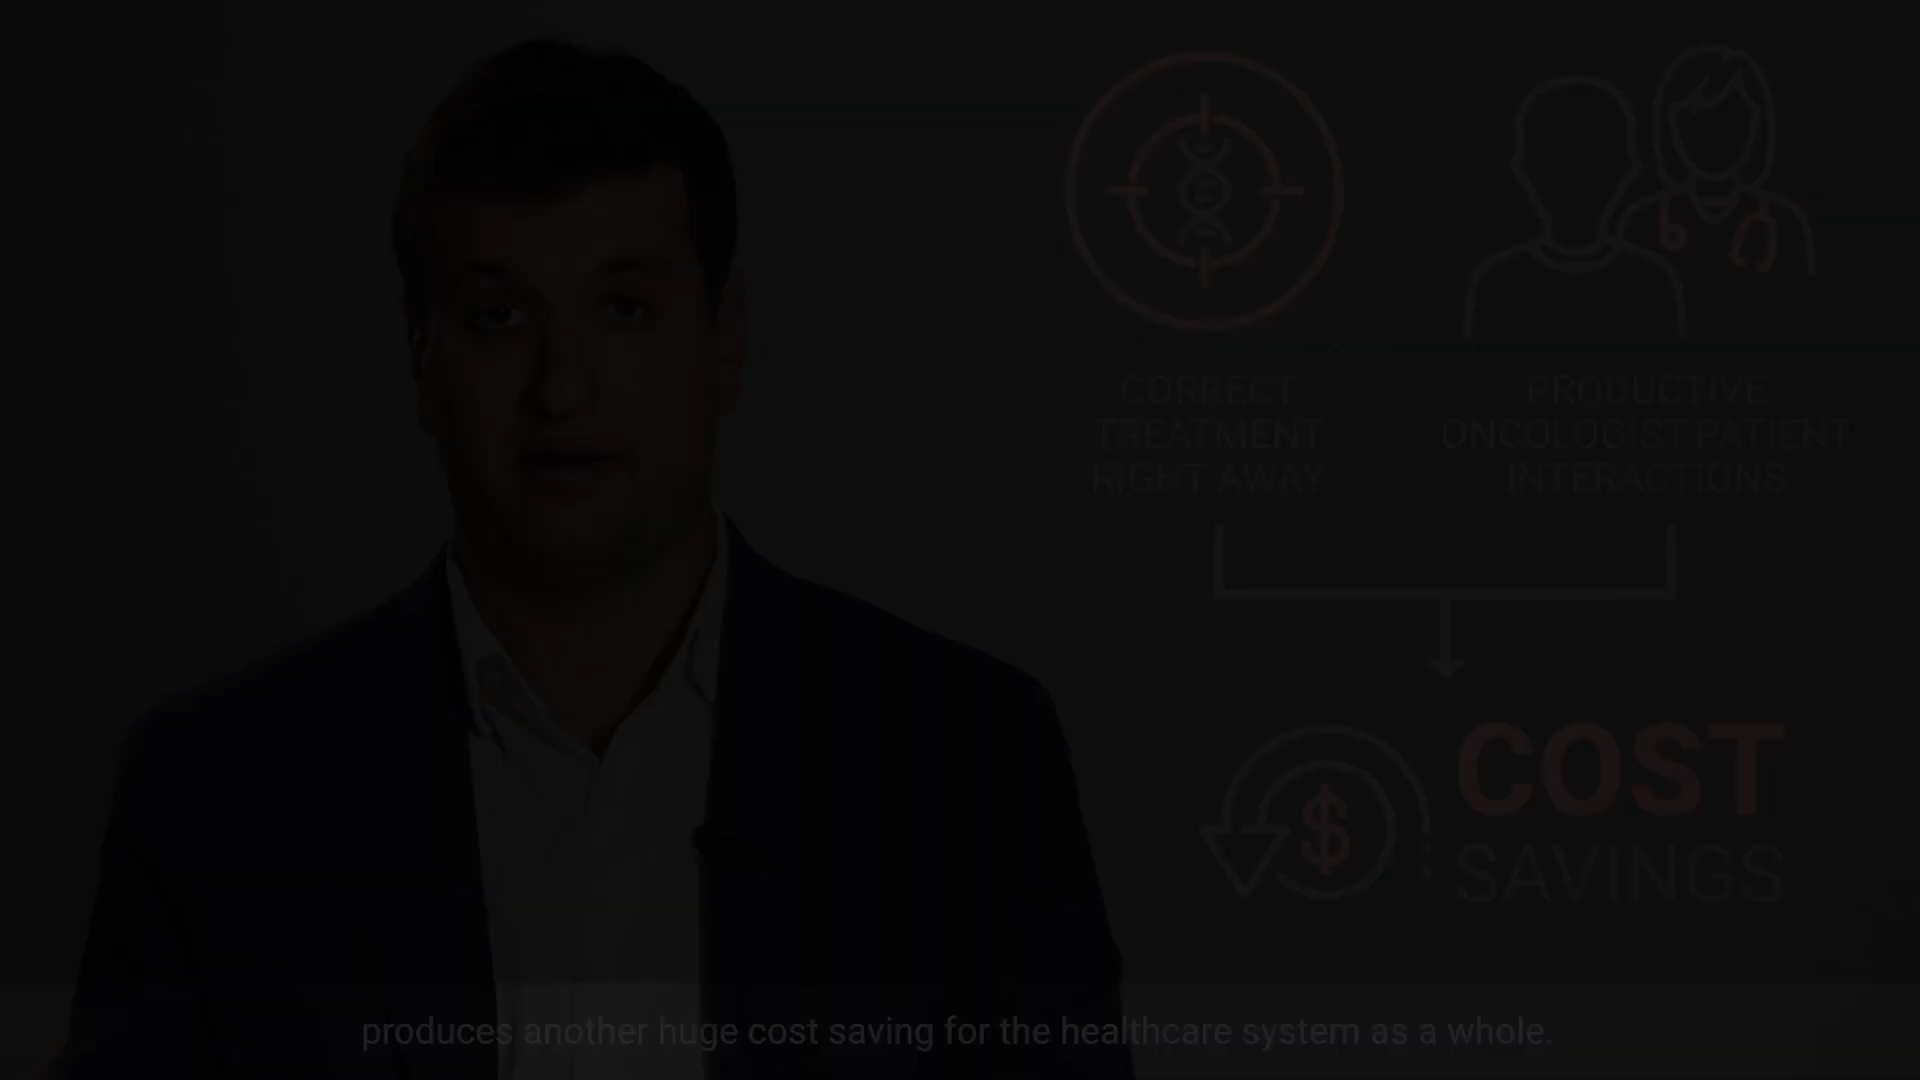 CORRECT
TREATMENT
RIGHT AWAY
PRODUCTIVE
ONCOLOGIST-PATIENT
INTERACTIONS
$
COST
SAVINGS
produces another huge cost saving for the healthcare system as a whole.